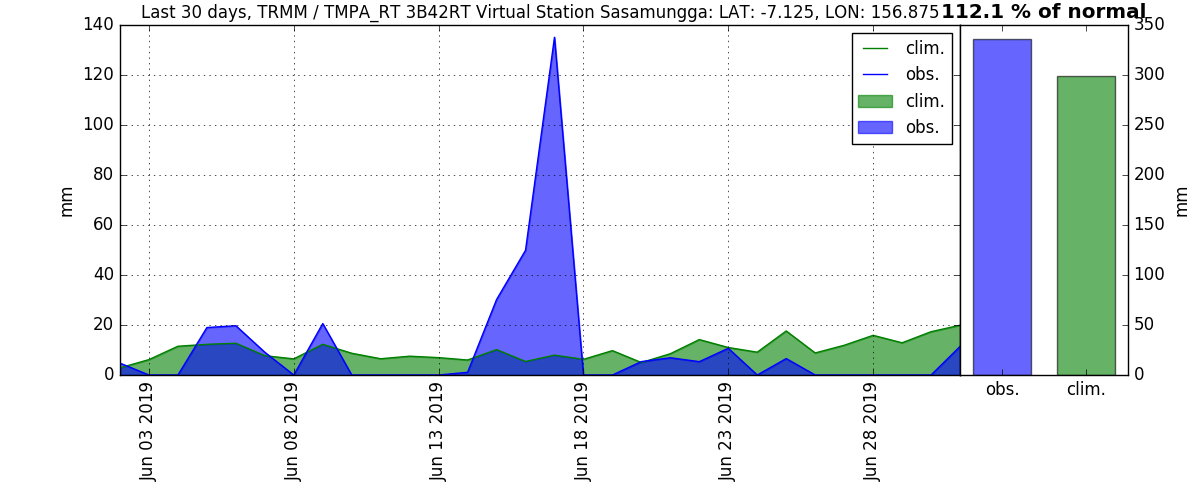 Last 30 days, TRMM / TMPA_RT 3B42RT Virtual Station Sasamungga: LAT: -7.125, LON: 156.875
112.1 % of normal
140
120
100
80
60
40
20
0
mm
clim.
obs.
clim.
obs.
Jun 03 2019
Jun 08 2019
Jun 13 2019
Jun 18 2019
Jun 23 2019
Jun 28 2019
350
300
250
200
150
100
50
0
mm
obs.
clim.